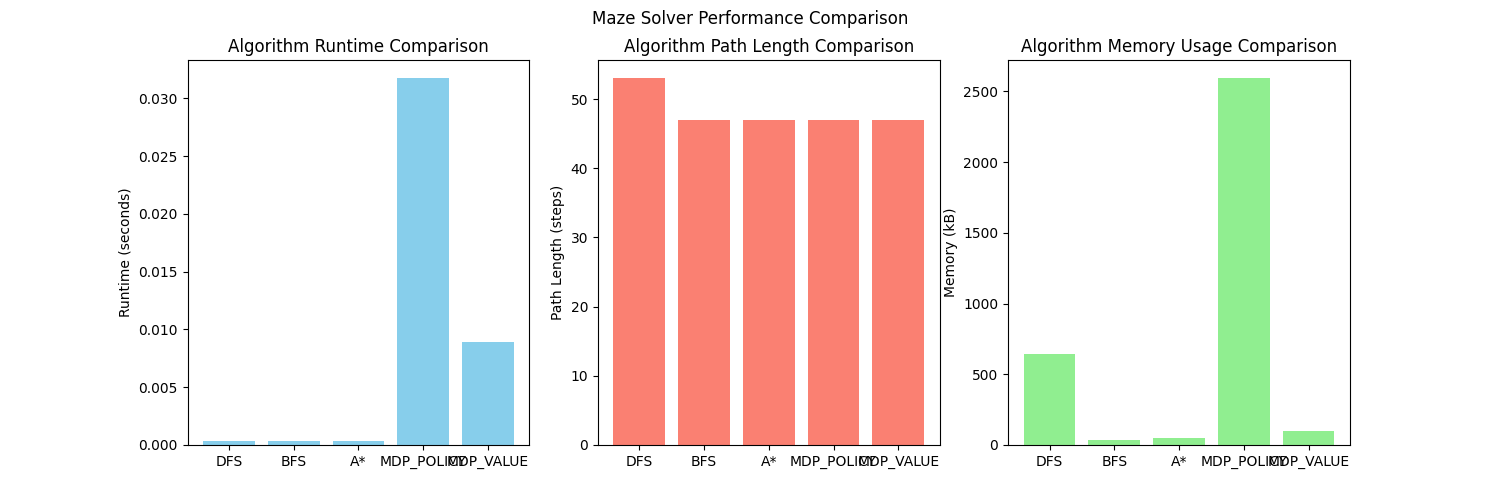 Maze Solver Performance Comparison
Algorithm Runtime Comparison
Runtime (seconds)
0.030
0.025
0.020
0.015
0.010
0.005
0.000
DFS BFS A* MDP_POLICY MDP_VALUE
Algorithm Path Length Comparison
Path Length (steps)
50
40
30
20
10
0
DFS BFS A* MDP_POLICY MDP_VALUE
Algorithm Memory Usage Comparison
Memory (kB)
2500
2000
1500
1000
500
0
DFS BFS A* MDP_POLICY MDP_VALUE